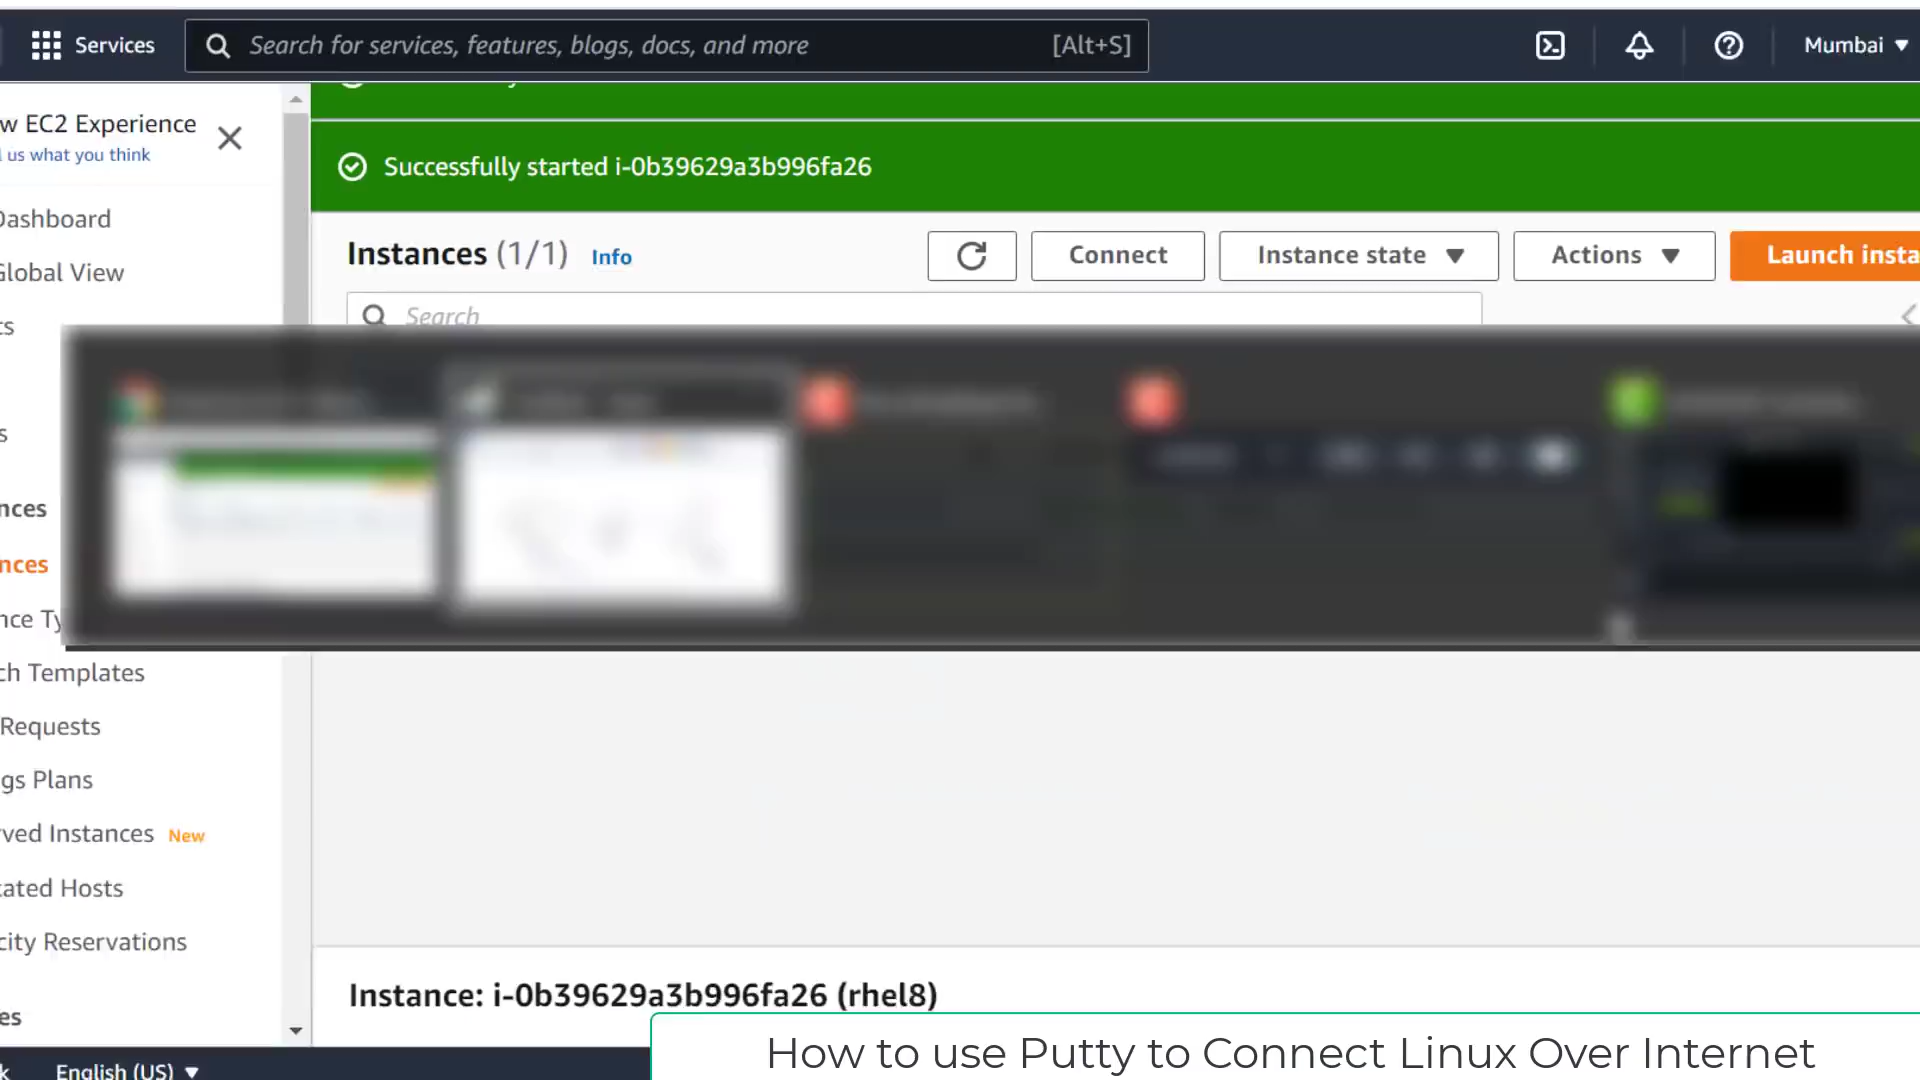 Services
Search for services, features, blogs, docs, and more
[Alt+S]
Mumbai
w EC2 Experience
us what you think
Successfully started i-0b39629a3b996fa26
Dashboard
Global View
ts
s
nces
nces
nce Ty
ch Templates
Requests
gs Plans
rved Instances New
cated Hosts
city Reservations
es
Instances (1/1) Info
Connect
Instance state
Actions
Launch insta
Search
Instance: i-0b39629a3b996fa26 (rhel8)
How to use Putty to Connect Linux Over Internet
k
English (US)